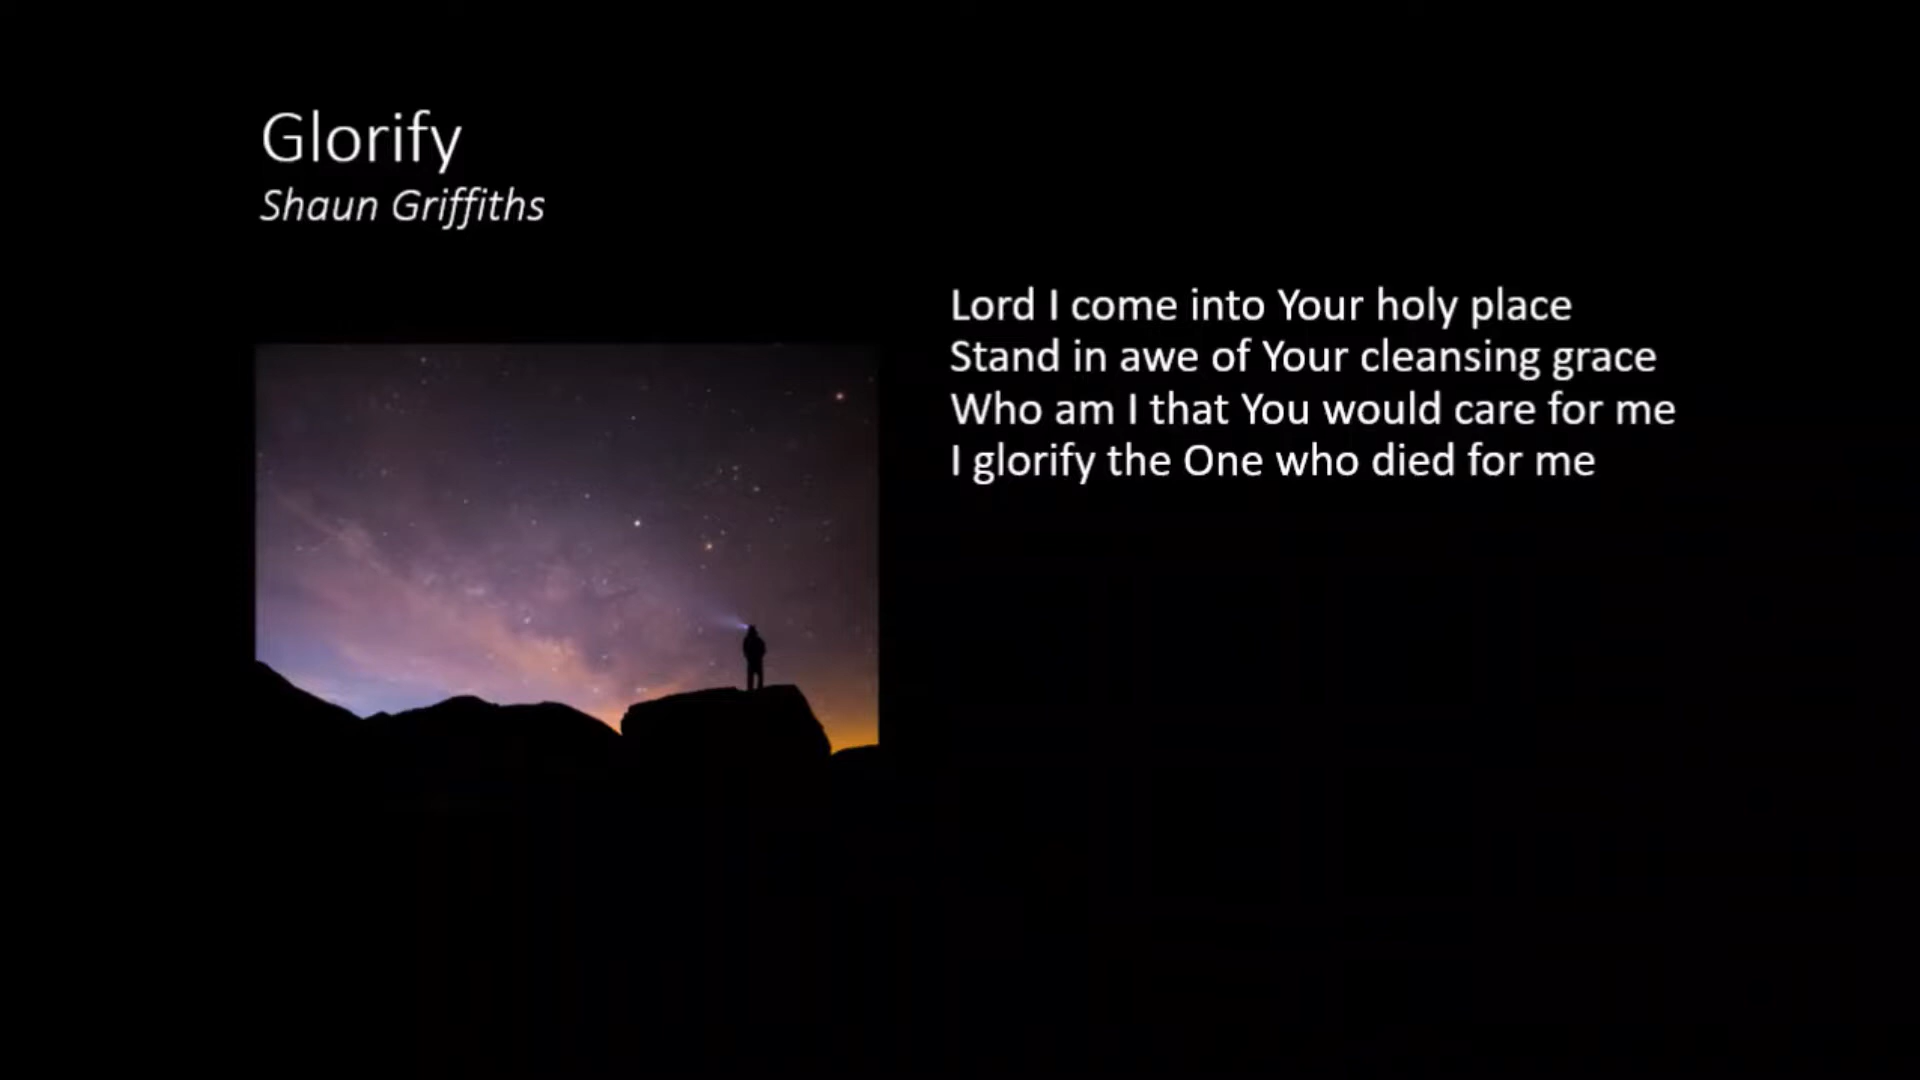 Glorify
Shaun Griffiths
Lord I come into Your holy place
Stand in awe of Your cleansing grace
Who am I that You would care for me
I glorify the One who died for me